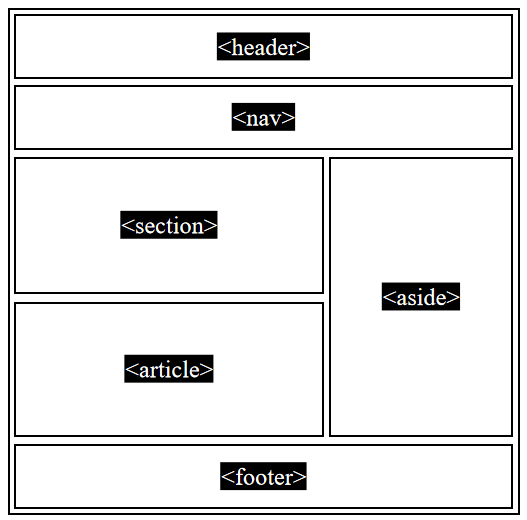 <header>
<nav>
<section>
<aside>
<article>
<footer>